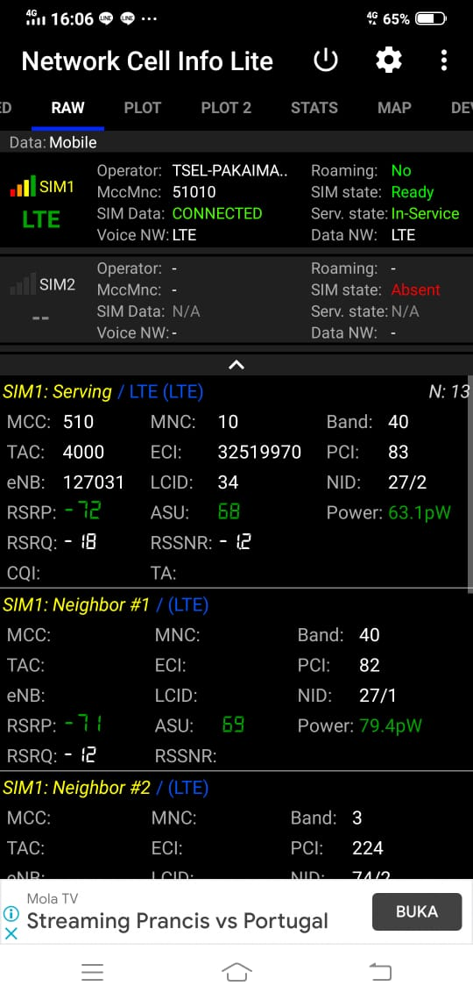 4G 16:06 LINE LINE ... 4G 65%
Network Cell Info Lite
ED RAW PLOT PLOT 2 STATS MAP DEV
Data: Mobile
Operator: TSEL-PAKAIMA.. Roaming: No
SIM1 MccMnc: 51010 SIM state: Ready
LTE SIM Data: CONNECTED Serv. state: In-Service
Voice NW: LTE Data NW: LTE
Operator: - Roaming: -
SIM2 MccMnc: - SIM state: Absent
-- SIM Data: N/A Serv. state: N/A
Voice NW: - Data NW: -
SIM1: Serving / LTE (LTE) N: 13
MCC: 510 MNC: 10 Band: 40
TAC: 4000 ECI: 32519970 PCI: 83
eNB: 127031 LCID: 34 NID: 27/2
RSRP: -72 ASU: 68 Power: 63.1pW
RSRQ: -18 RSSNR: -1.2
CQI: TA:
SIM1: Neighbor #1 / (LTE)
MCC: MNC: Band: 40
TAC: ECI: PCI: 82
eNB: LCID: NID: 27/1
RSRP: -71 ASU: 69 Power: 79.4pW
RSRQ: -12 RSSNR:
SIM1: Neighbor #2 / (LTE)
MCC: MNC: Band: 3
TAC: ECI: PCI: 224
eNB: LCID: NID: 74/2
Mola TV
Streaming Prancis vs Portugal
BUKA